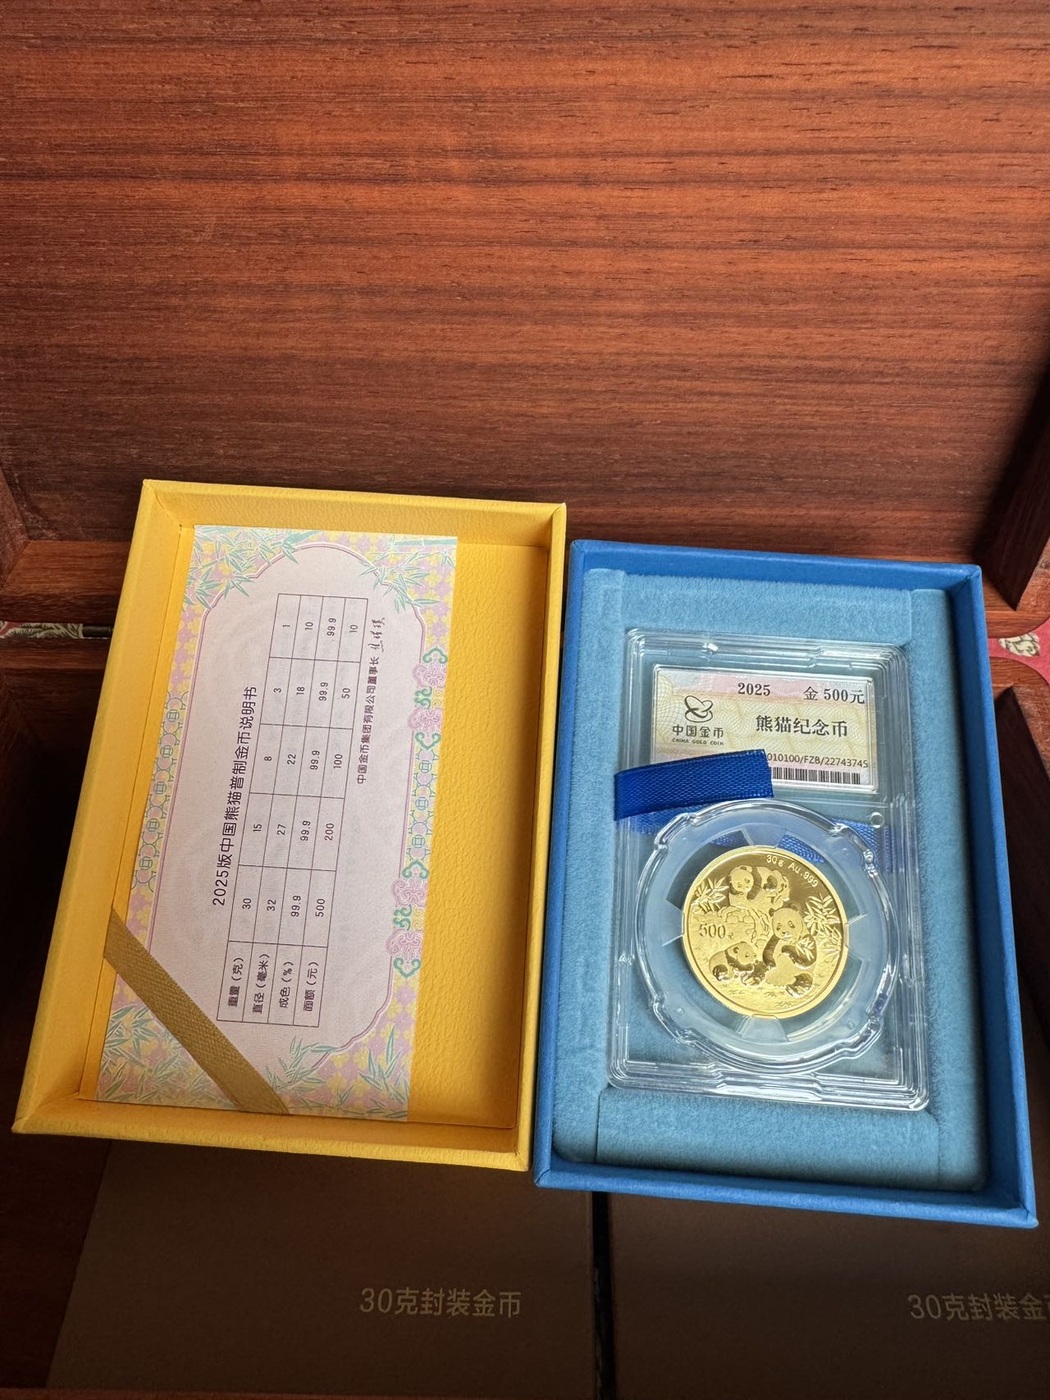 2025版中国熊猫普制金币说明书
重量(克) 30 15 8 3 1
直径(毫米) 32 27 22 18 10
成色(%) 99.9 99.9 99.9 99.9 99.9
面额(元) 500 200 100 50 10
中国金币集团有限公司董事长
2025 金 500元
中国金币
CHINA GOLD COIN
熊猫纪念币
010100/FZB/22743745
30g Au.999
500
30克封装金币
30克封装金币